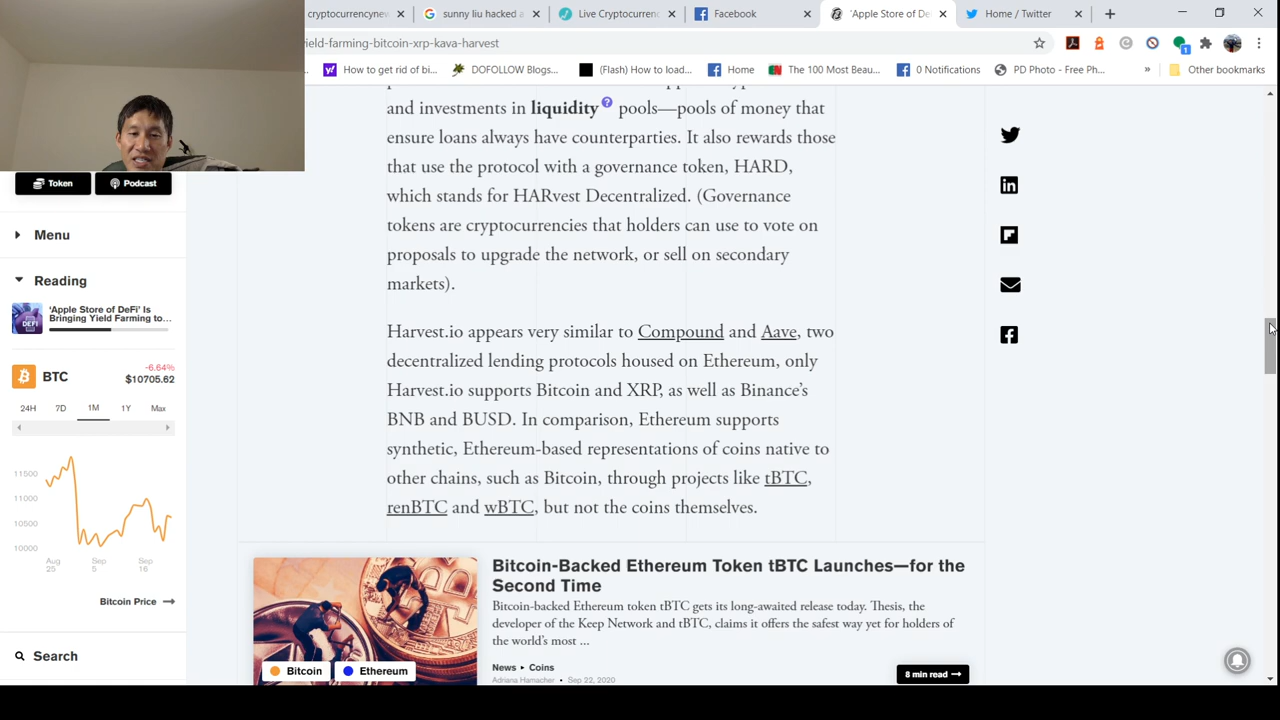 cryptocurrencynew
sunny liu hacked a
Live Cryptocurrenc
Facebook
'Apple Store of De
Home / Twitter
ield-farming-bitcoin-xrp-kava-harvest
How to get rid of bi...
DOFOLLOW Blogs...
(Flash) How to load...
Home
The 100 Most Beau...
0 Notifications
PD Photo - Free Ph...
»
Other bookmarks
Token
Podcast
Menu
Reading
'Apple Store of DeFi' Is
Bringing Yield Farming to...
BTC
-6.64%
$10705.62
24H 7D 1M 1Y Max
11500
11000
10500
10000
Aug 25
Sep 5
Sep 16
Bitcoin Price
Search
and investments in liquidity ? pools—pools of money that
ensure loans always have counterparties. It also rewards those
that use the protocol with a governance token, HARD,
which stands for HARvest Decentralized. (Governance
tokens are cryptocurrencies that holders can use to vote on
proposals to upgrade the network, or sell on secondary
markets).
Harvest.io appears very similar to Compound and Aave, two
decentralized lending protocols housed on Ethereum, only
Harvest.io supports Bitcoin and XRP, as well as Binance's
BNB and BUSD. In comparison, Ethereum supports
synthetic, Ethereum-based representations of coins native to
other chains, such as Bitcoin, through projects like tBTC,
renBTC and wBTC, but not the coins themselves.
Bitcoin-Backed Ethereum Token tBTC Launches—for the
Second Time
Bitcoin-backed Ethereum token tBTC gets its long-awaited release today. Thesis, the
developer of the Keep Network and tBTC, claims it offers the safest way yet for holders of
the world's most ...
Bitcoin
Ethereum
News ▸ Coins
Adriana Hamacher • Sep 22, 2020
8 min read